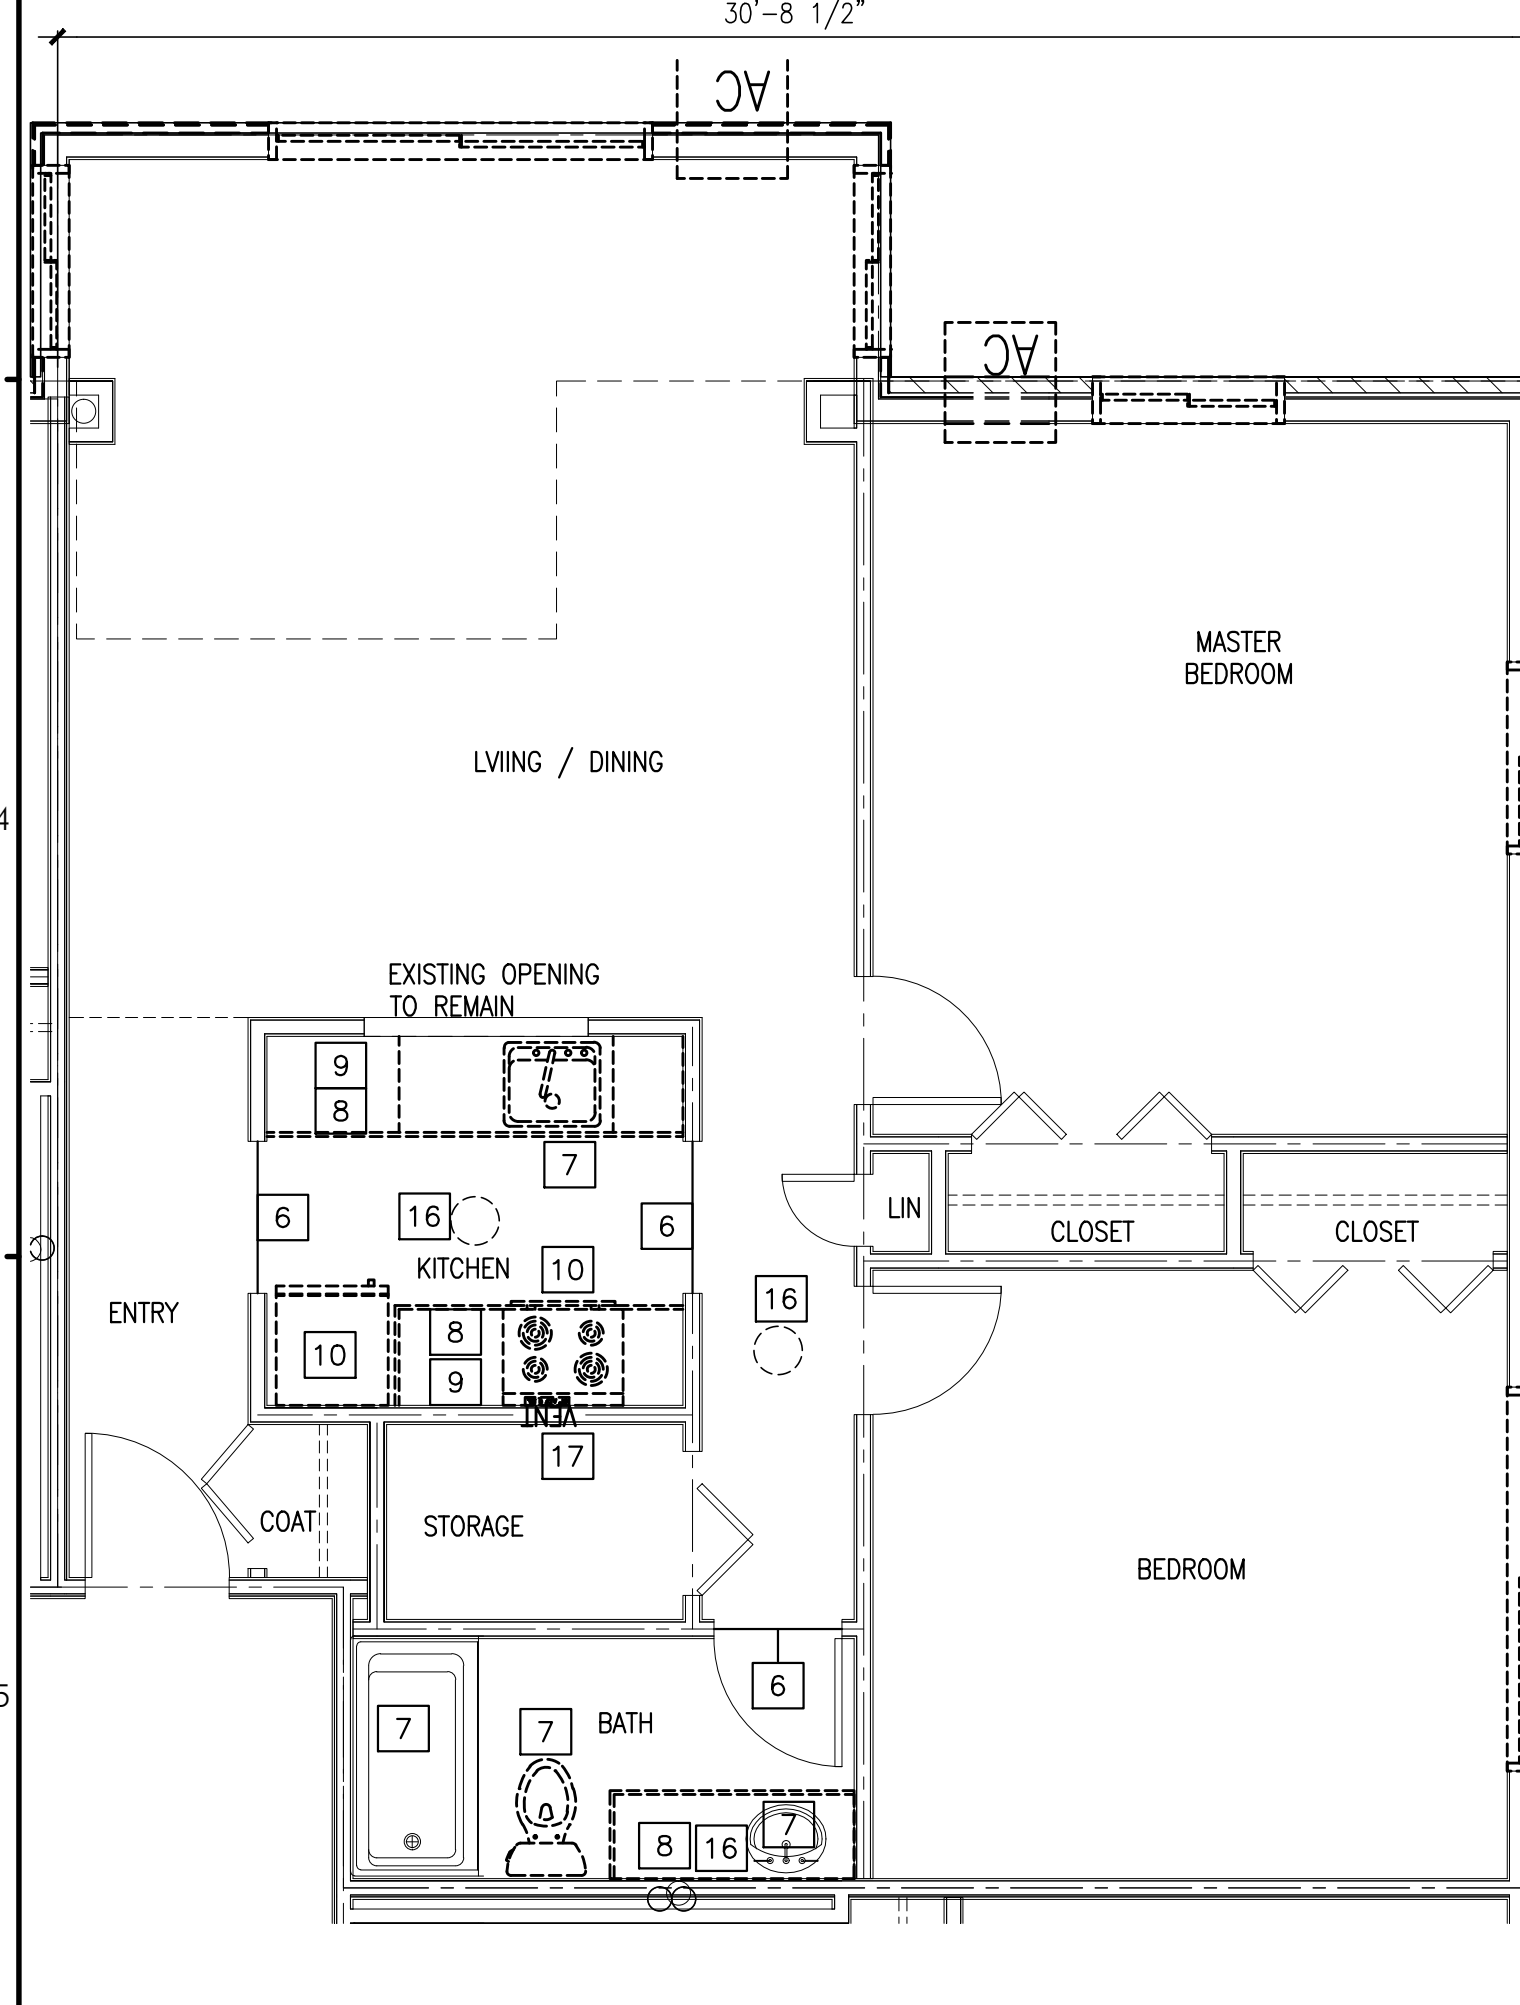 30'-8 1/2"
AC
AC
MASTER
BEDROOM
LVIING / DINING
4
EXISTING OPENING
TO REMAIN
9
8
7
6
16
6
LIN
CLOSET
CLOSET
KITCHEN
10
16
ENTRY
10
8
9
VENT
17
COAT
STORAGE
BEDROOM
6
5
7
7
BATH
7
8
16